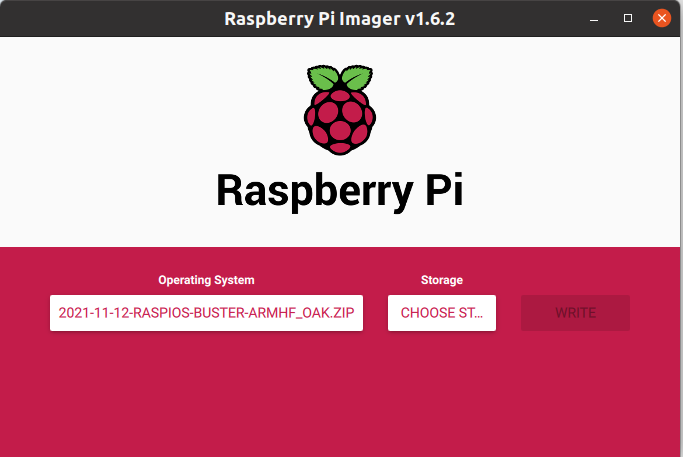 Raspberry Pi Imager v1.6.2
Raspberry Pi
Operating System
Storage
2021-11-12-RASPIOS-BUSTER-ARMHF_OAK.ZIP
CHOOSE ST...
WRITE